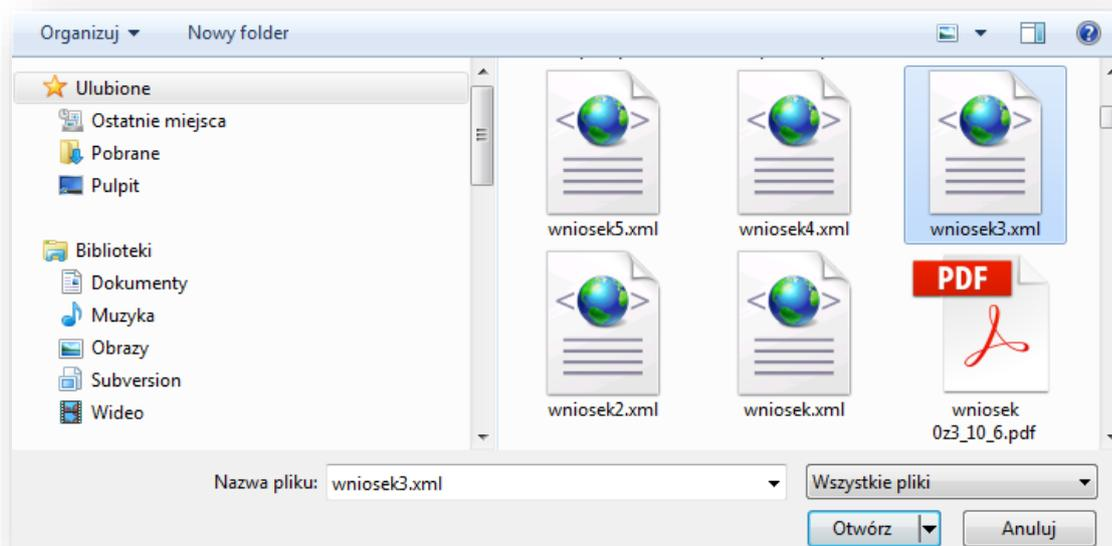 Organizuj
Nowy folder
Ulubione
Ostatnie miejsca
Pobrane
Pulpit
Biblioteki
Dokumenty
Muzyka
Obrazy
Subversion
Wideo
wniosek5.xml
wniosek4.xml
wniosek3.xml
wniosek2.xml
wniosek.xml
PDF
wniosek
0z3_10_6.pdf
Nazwa pliku: wniosek3.xml
Wszystkie pliki
Otwórz
Anuluj